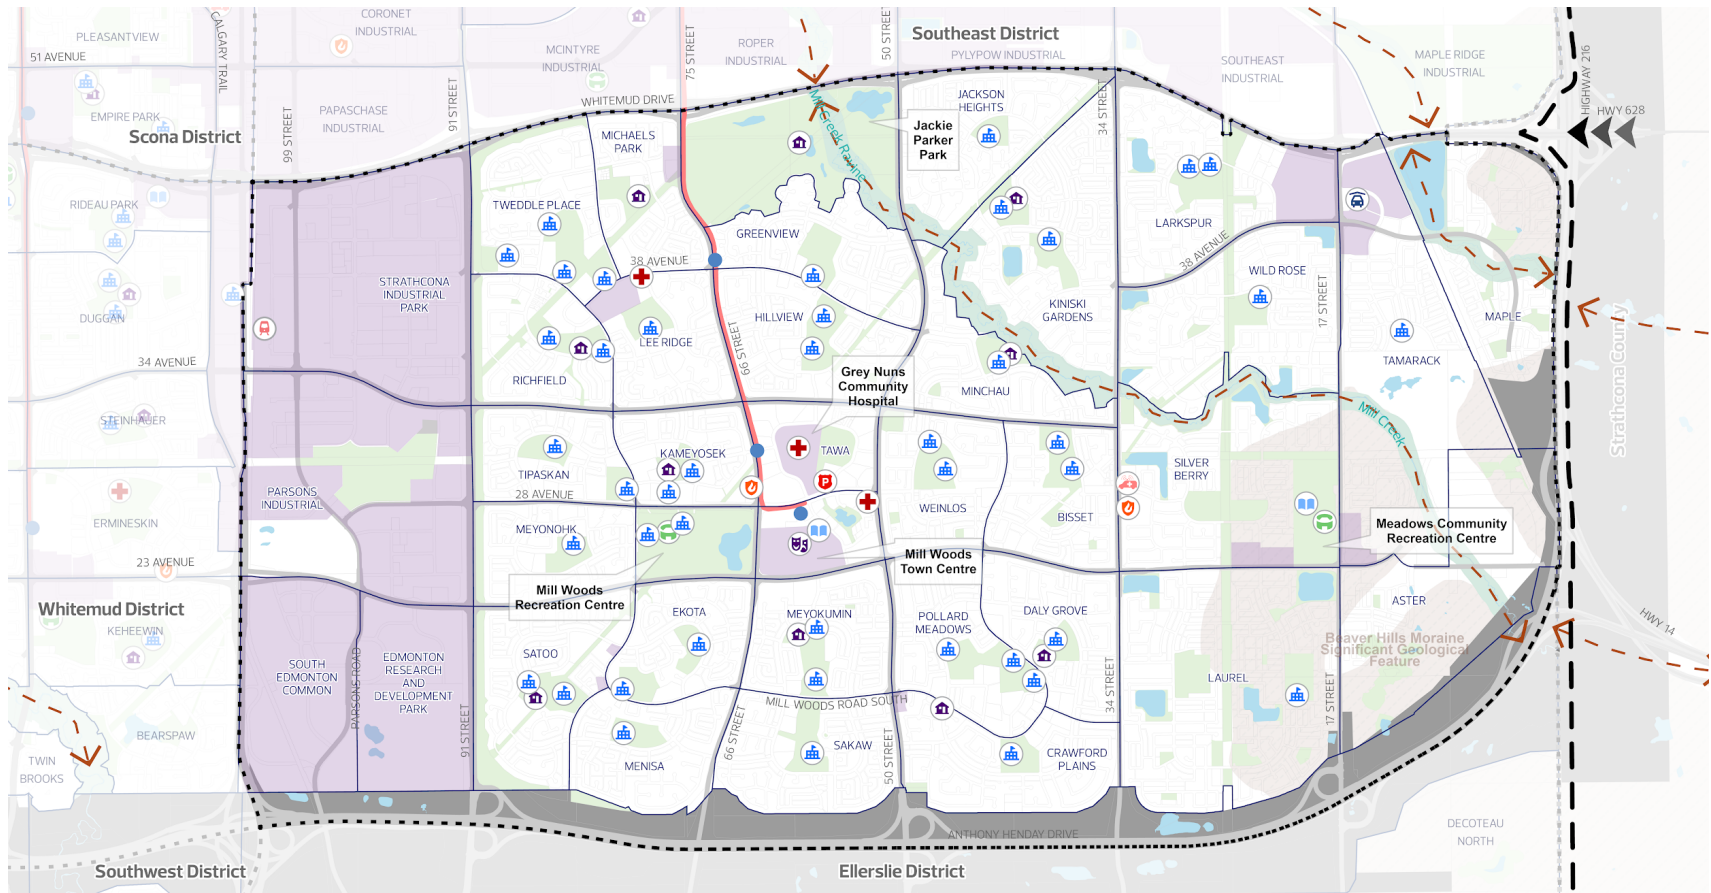 CORONET
INDUSTRIAL
PLEASANTVIEW
51 AVENUE
CALGARY TRAIL
MCINTYRE
INDUSTRIAL
75 STREET
ROPER
INDUSTRIAL
50 STREET
Southeast District
PYLYPOW INDUSTRIAL
SOUTHEAST
INDUSTRIAL
MAPLE RIDGE
INDUSTRIAL
HIGHWAY 216
HWY 628
EMPIRE PARK
PAPASCHASE
INDUSTRIAL
91 STREET
99 STREET
WHITEMUD DRIVE
Scona District
MICHAELS
PARK
Mill Creek Ravine
JACKSON
HEIGHTS
34 STREET
Jackie
Parker
Park
RIDEAU PARK
TWEDDLE PLACE
GREENVIEW
LARKSPUR
38 AVENUE
38 AVENUE
WILD ROSE
STRATHCONA
INDUSTRIAL
PARK
DUGGAN
HILLVIEW
KINISKI
GARDENS
17 STREET
MAPLE
Strathcona County
LEE RIDGE
66 STREET
34 AVENUE
RICHFIELD
Grey Nuns
Community
Hospital
MINCHAU
TAMARACK
STEINHAUER
Mill Creek
TIPASKAN
KAMEYOSEK
TAWA
SILVER
BERRY
PARSONS
INDUSTRIAL
28 AVENUE
ERMINESKIN
MEYONOHK
WEINLOS
BISSET
Meadows Community
Recreation Centre
23 AVENUE
Mill Woods
Town Centre
Mill Woods
Recreation Centre
Whitemud District
KEHEEWIN
EKOTA
MEYOKUMIN
POLLARD
MEADOWS
DALY GROVE
ASTER
HWY 14
Beaver Hills Moraine
Significant Geological
Feature
SATOO
SOUTH
EDMONTON
COMMON
PARSONS ROAD
EDMONTON
RESEARCH
AND
DEVELOPMENT
PARK
91 STREET
LAUREL
34 STREET
17 STREET
MILL WOODS ROAD SOUTH
BEARSPAW
66 STREET
50 STREET
SAKAW
CRAWFORD
PLAINS
MENISA
TWIN
BROOKS
ANTHONY HENDAY DRIVE
DECOTEAU
NORTH
Southwest District
Ellerslie District
P